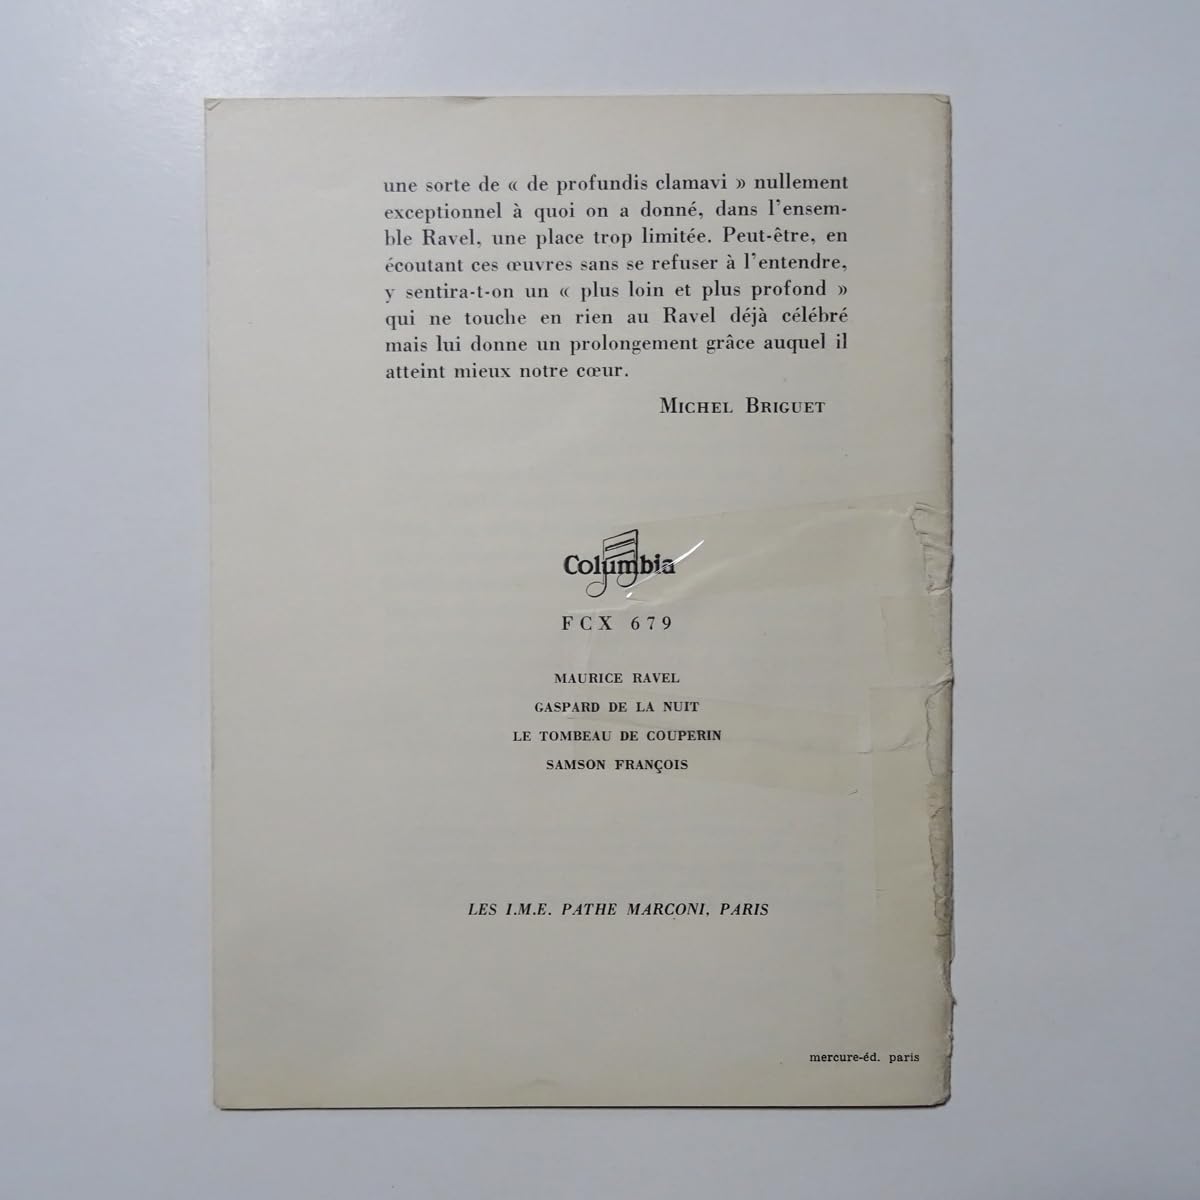 une sorte de « de profundis clamavi » nullement
exceptionnel à quoi on a donné, dans l'ensem-
ble Ravel, une place trop limitée. Peut-être, en
écoutant ces œuvres sans se refuser à l'entendre,
y sentira-t-on un « plus loin et plus profond »
qui ne touche en rien au Ravel déjà célébré
mais lui donne un prolongement grâce auquel il
atteint mieux notre cœur.
MICHEL BRIGUET
Columbia
FCX 679
MAURICE RAVEL
GASPARD DE LA NUIT
LE TOMBEAU DE COUPERIN
SAMSON FRANÇOIS
LES I.M.E. PATHE MARCONI, PARIS
mercure-éd. paris